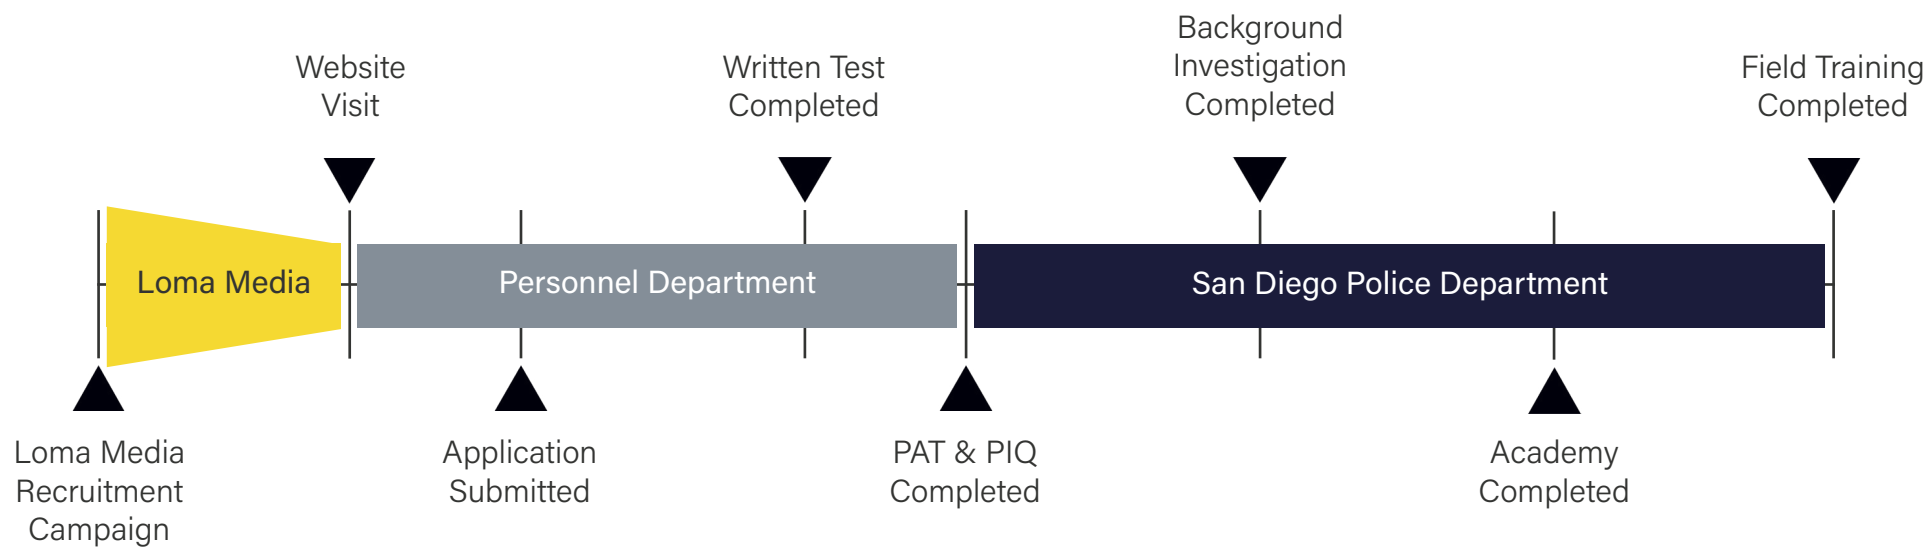 Website
Visit
Written Test
Completed
Background
Investigation
Completed
Field Training
Completed
Loma Media
Personnel Department
San Diego Police Department
Loma Media
Recruitment
Campaign
Application
Submitted
PAT & PIQ
Completed
Academy
Completed